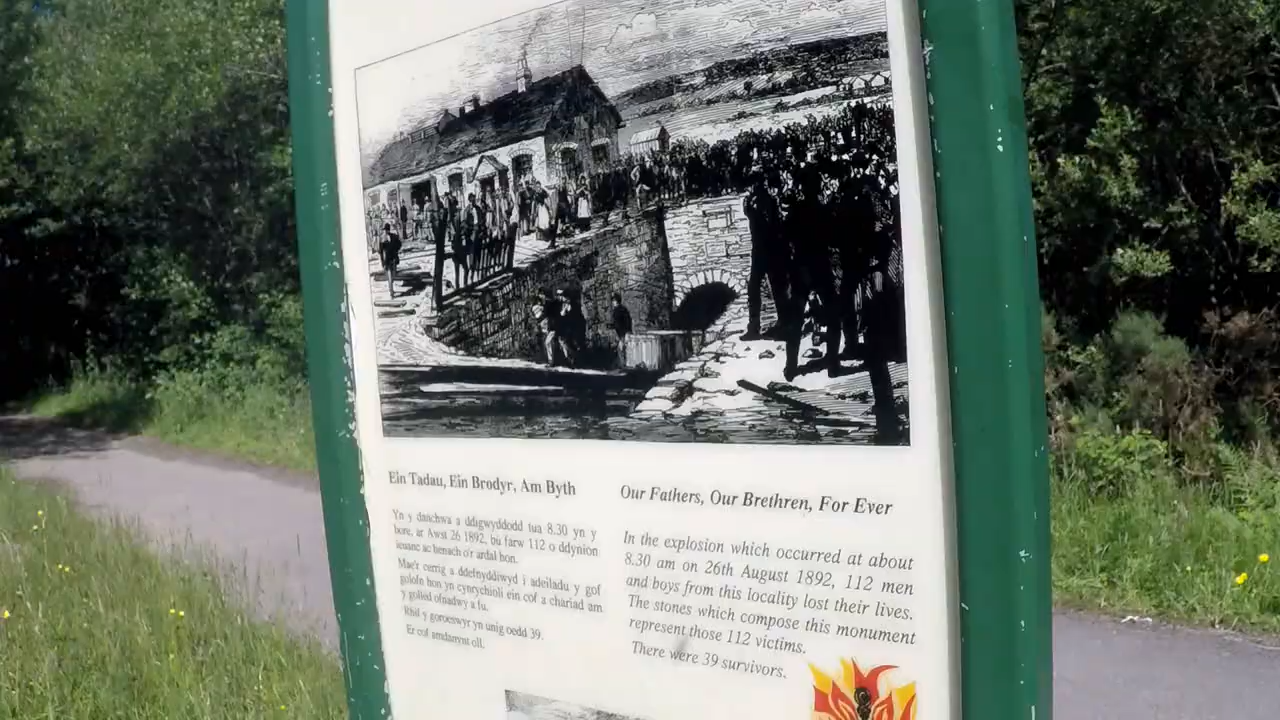 Ein Tadau, Ein Brodyr, Am Byth
Yn y danchwa a ddigwyddodd tua 8.30 yn y
bore, ar Awst 26 1892, bu farw 112 o ddynion
ieuanc ac henach o'r ardal hon.
Mae'r cerrig a ddefnyddiwyd i adeiladu y gof
golofn hon yn cynrychioli ein cof a chariad am
y golled ofnadwy a fu.
Rhif y goroeswyr yn unig oedd 39.
Er cof amdanynt oll.
Our Fathers, Our Brethren, For Ever
In the explosion which occurred at about
8.30 am on 26th August 1892, 112 men
and boys from this locality lost their lives.
The stones which compose this monument
represent those 112 victims.
There were 39 survivors.